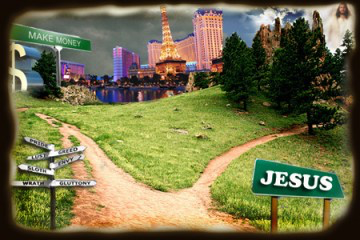 MAKE MONEY
$
PRIDE
LUST GREED
SLOTH ENVY
WRATH GLUTTONY
JESUS